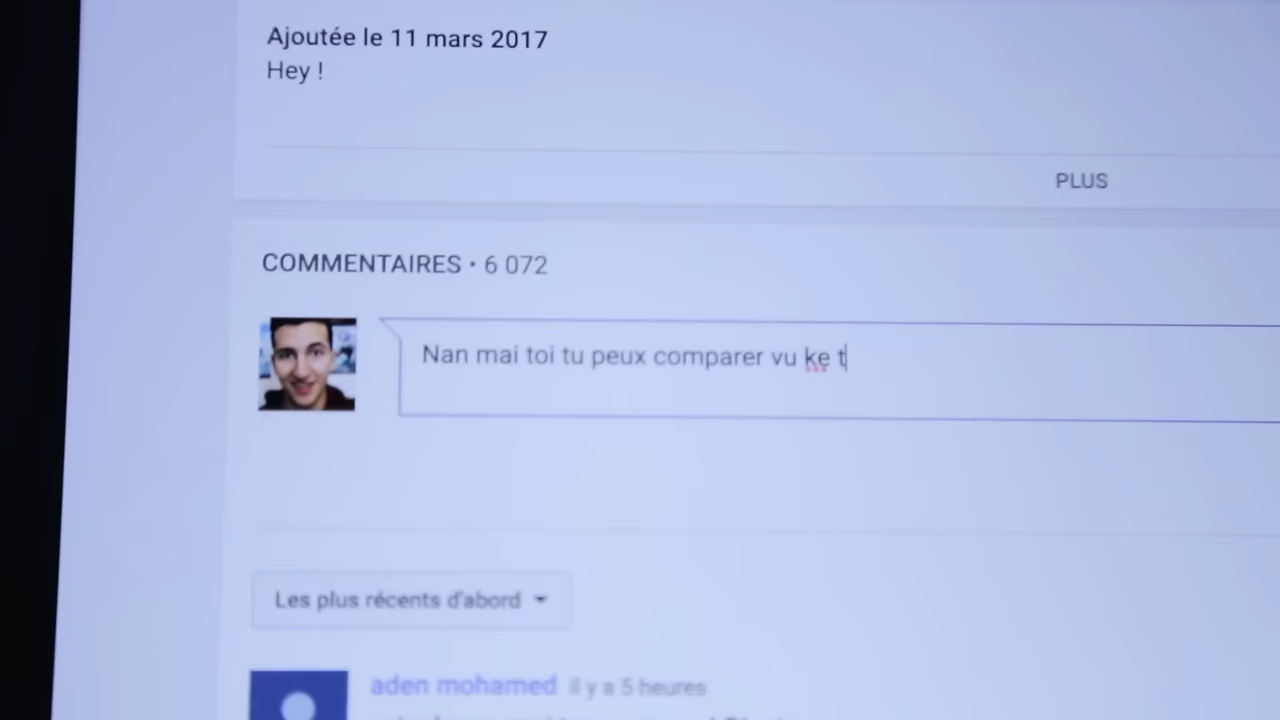 Ajoutée le 11 mars 2017
Hey !
PLUS
COMMENTAIRES • 6 072
Nan mai toi tu peux comparer vu ke t
Les plus récents d'abord
aden mohamed il y a 5 heures